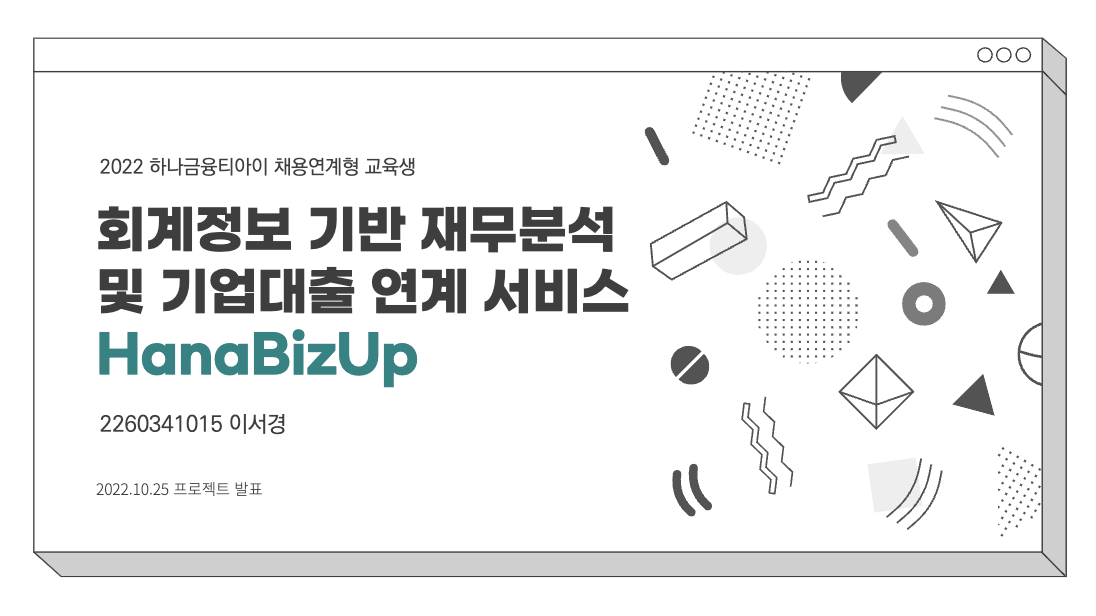 2022 하나금융티아이 채용연계형 교육생
회계정보 기반 재무분석
및 기업대출 연계 서비스
HanaBizUp
2260341015 이서경
2022.10.25 프로젝트 발표